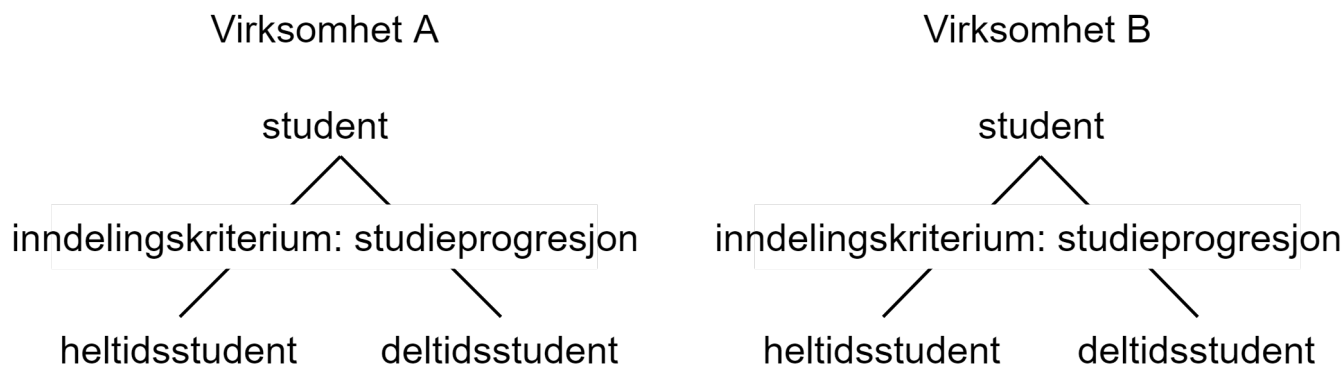 Virksomhet A
student
inndelingskriterium: studieprogresjon
heltidsstudent
deltidsstudent
Virksomhet B
student
inndelingskriterium: studieprogresjon
heltidsstudent
deltidsstudent